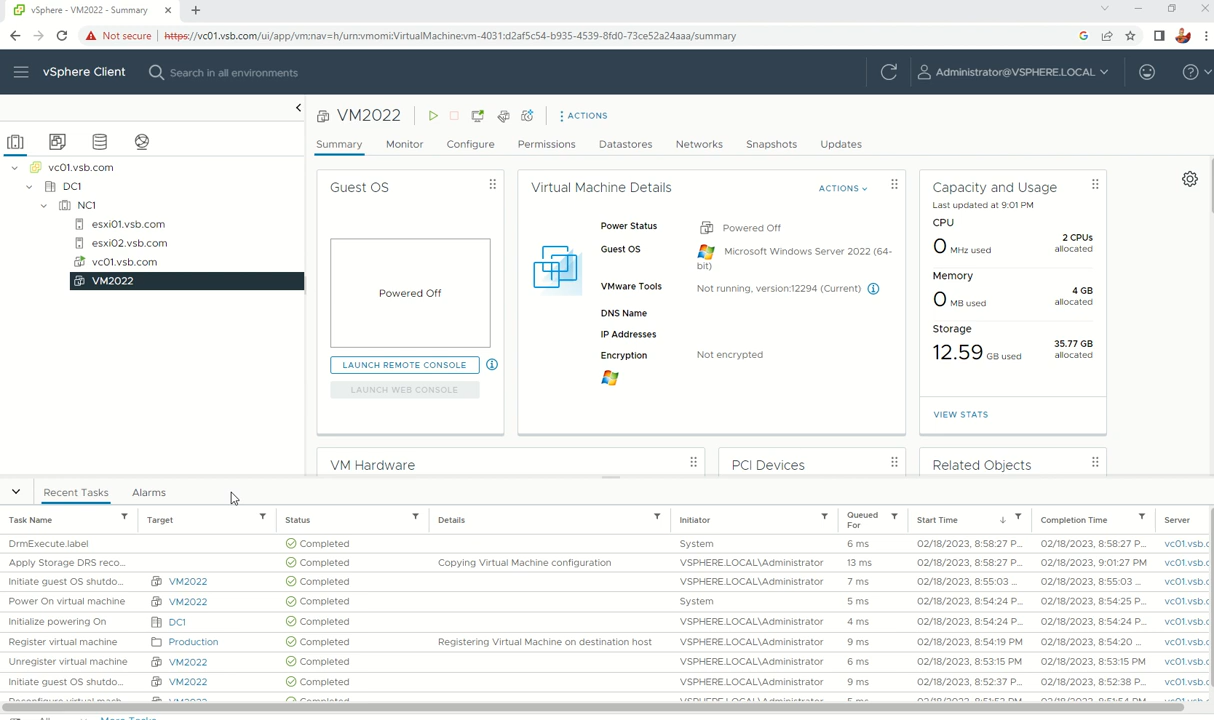 vSphere - VM2022 - Summary
Not secure https://vc01.vsb.com/ui/app/vm;nav=h/urn:vmomi:VirtualMachine:vm-4031:d2af5c54-b935-4539-8fd0-73ce52a24aaa/summary
vSphere Client Search in all environments Administrator@VSPHERE.LOCAL
vc01.vsb.com
DC1
NC1
esxi01.vsb.com
esxi02.vsb.com
vc01.vsb.com
VM2022
VM2022 ACTIONS
Summary Monitor Configure Permissions Datastores Networks Snapshots Updates
Guest OS
Powered Off
LAUNCH REMOTE CONSOLE
LAUNCH WEB CONSOLE
Virtual Machine Details ACTIONS
Power Status Powered Off
Guest OS Microsoft Windows Server 2022 (64-
bit)
VMware Tools Not running, version:12294 (Current)
DNS Name
IP Addresses
Encryption Not encrypted
Capacity and Usage
Last updated at 9:01 PM
CPU
0 MHz used 2 CPUs
allocated
Memory
0 MB used 4 GB
allocated
Storage
12.59 GB used 35.77 GB
allocated
VIEW STATS
VM Hardware
PCI Devices
Related Objects
Recent Tasks Alarms
Task Name Target Status Details Initiator Queued For Start Time Completion Time Server
DrmExecute.label Completed System 6 ms 02/18/2023, 8:58:27 P... 02/18/2023, 8:58:27 P... vc01.vsb.c
Apply Storage DRS reco... Completed Copying Virtual Machine configuration VSPHERE.LOCAL\Administrator 13 ms 02/18/2023, 8:58:27 P... 02/18/2023, 9:01:27 PM vc01.vsb.c
Initiate guest OS shutdo... VM2022 Completed VSPHERE.LOCAL\Administrator 7 ms 02/18/2023, 8:55:03 ... 02/18/2023, 8:55:03 ... vc01.vsb.c
Power On virtual machine VM2022 Completed System 5 ms 02/18/2023, 8:54:24 P... 02/18/2023, 8:54:25 P... vc01.vsb.c
Initialize powering On DC1 Completed VSPHERE.LOCAL\Administrator 4 ms 02/18/2023, 8:54:24 P... 02/18/2023, 8:54:24 P... vc01.vsb.c
Register virtual machine Production Completed Registering Virtual Machine on destination host VSPHERE.LOCAL\Administrator 9 ms 02/18/2023, 8:54:19 PM 02/18/2023, 8:54:20 ... vc01.vsb.c
Unregister virtual machine VM2022 Completed VSPHERE.LOCAL\Administrator 6 ms 02/18/2023, 8:53:15 PM 02/18/2023, 8:53:15 PM vc01.vsb.c
Initiate guest OS shutdo... VM2022 Completed VSPHERE.LOCAL\Administrator 9 ms 02/18/2023, 8:52:37 P... 02/18/2023, 8:52:38 P... vc01.vsb.c